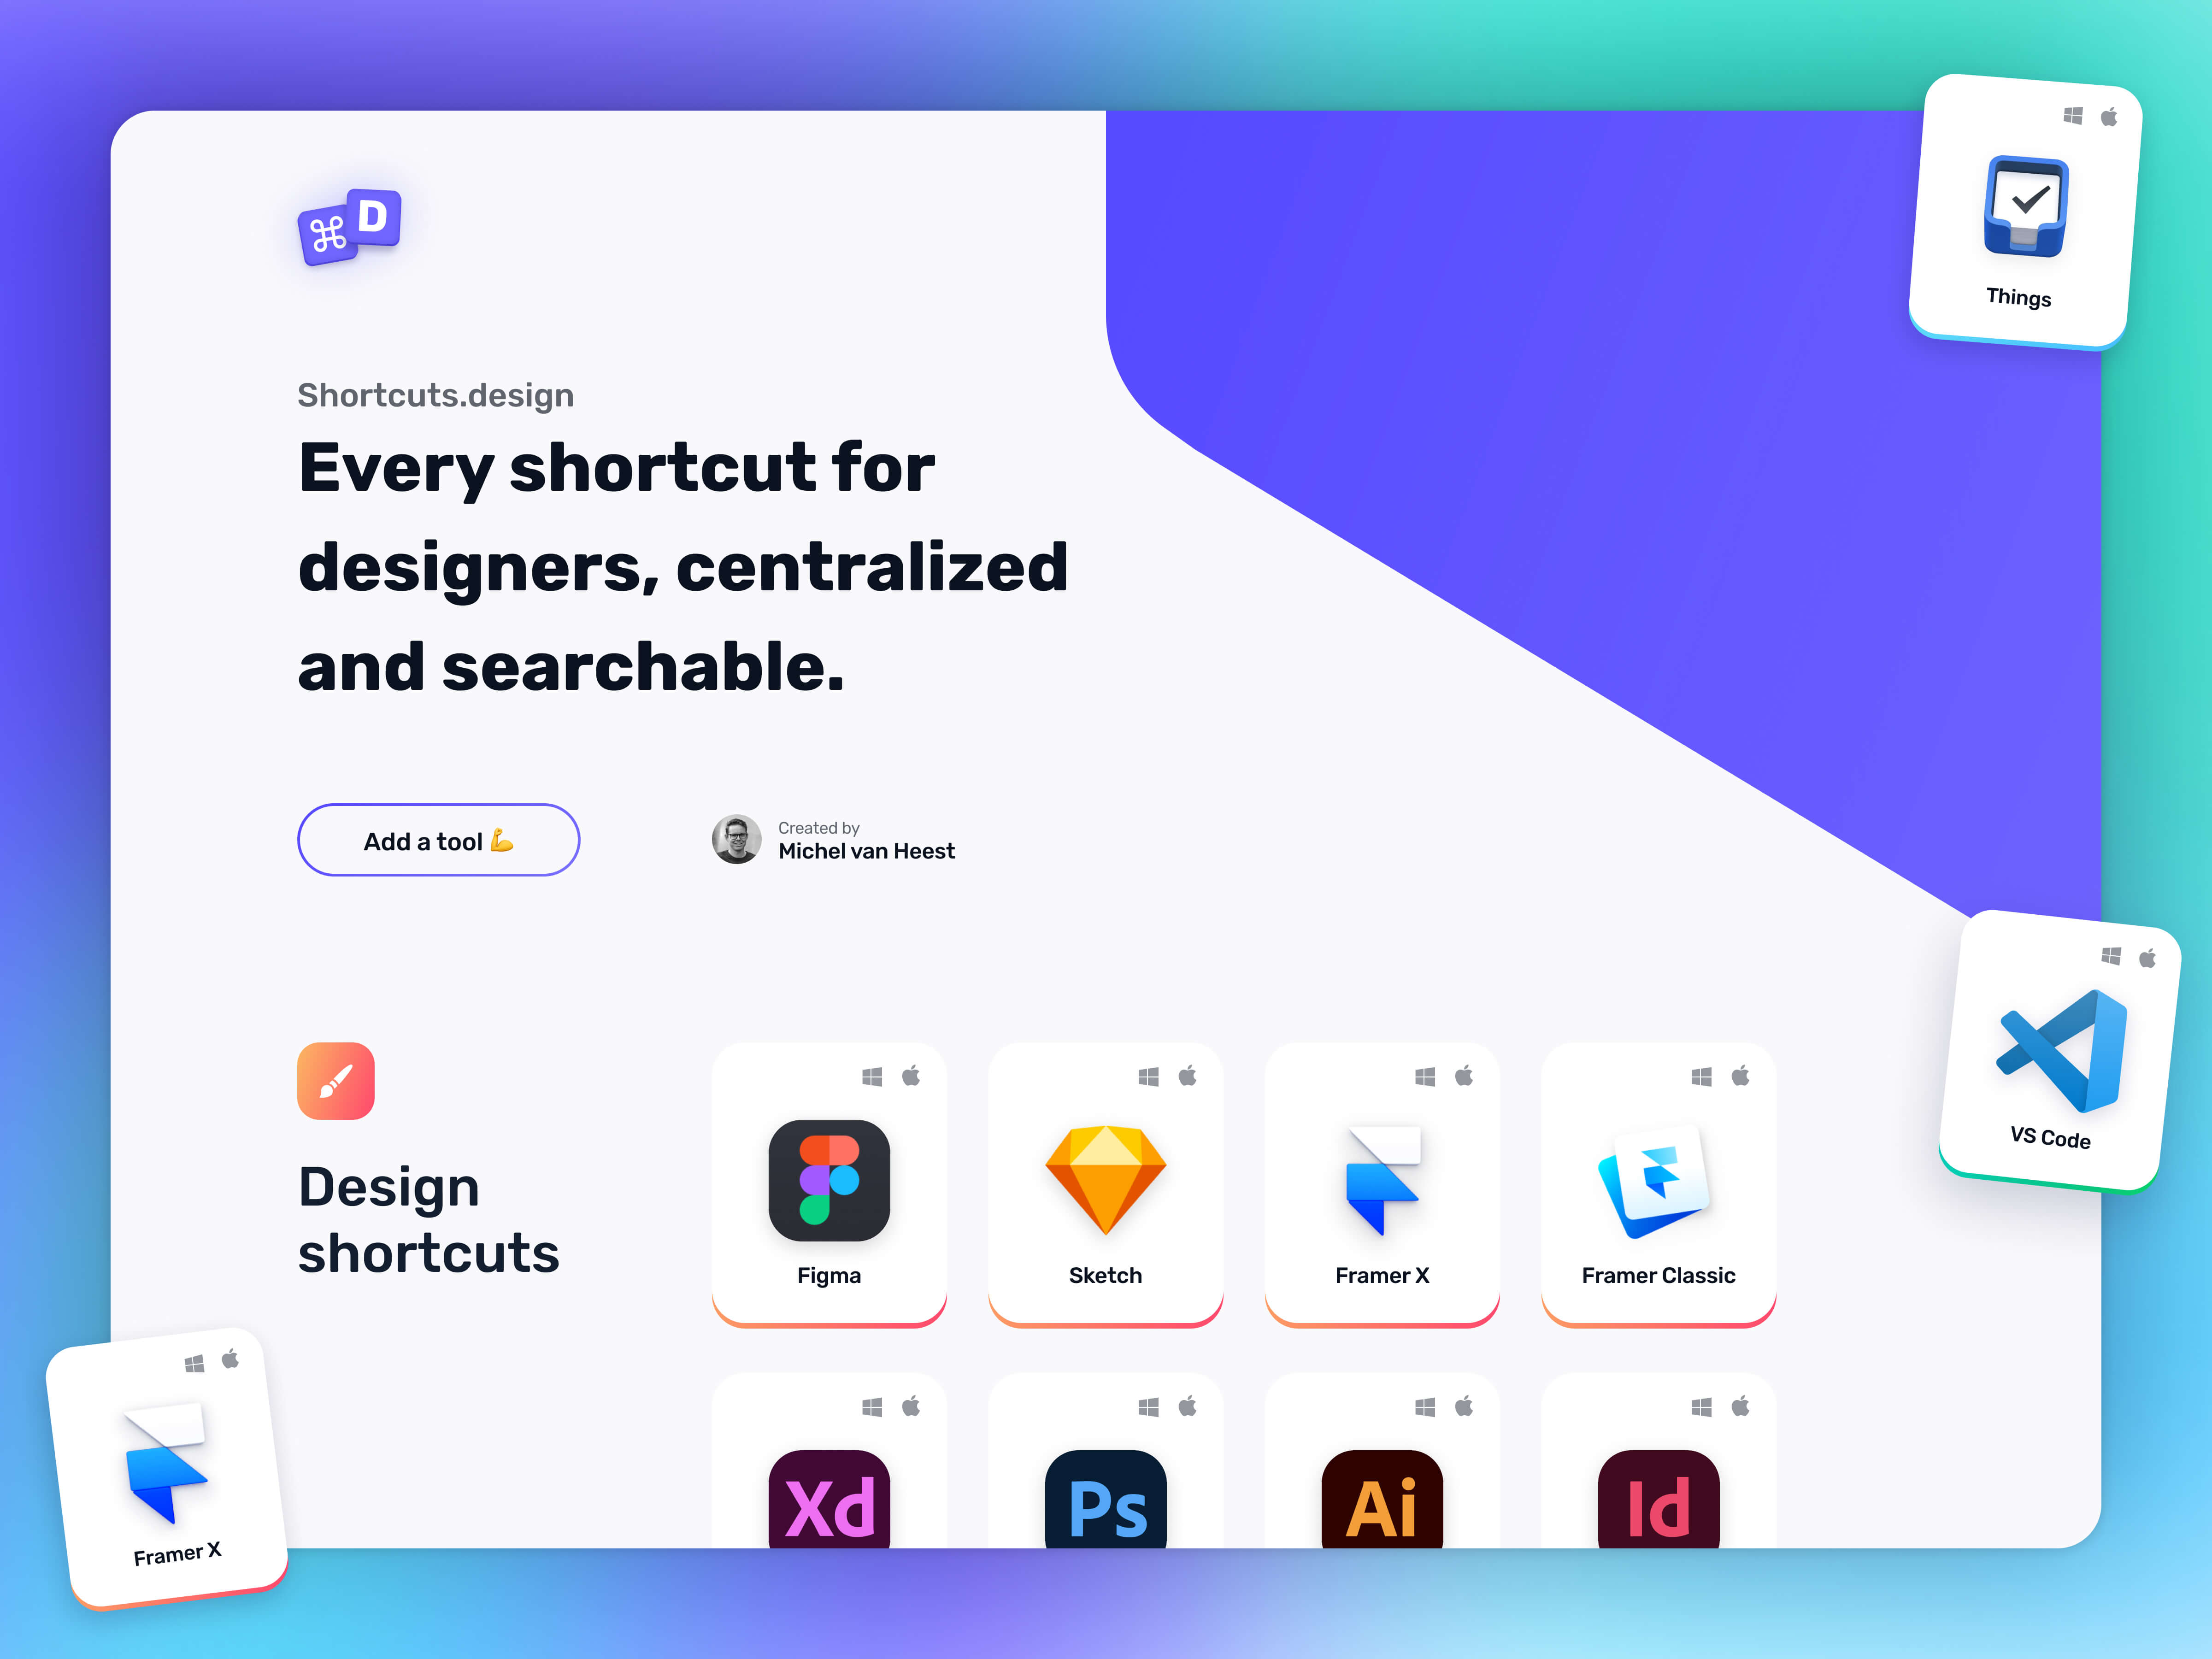 ⌘ D
Things
Shortcuts.design
Every shortcut for
designers, centralized
and searchable.
Add a tool 💪
Created by
Michel van Heest
VS Code
Design
shortcuts
Figma
Sketch
Framer X
Framer Classic
Framer X
Xd
Ps
Ai
Id